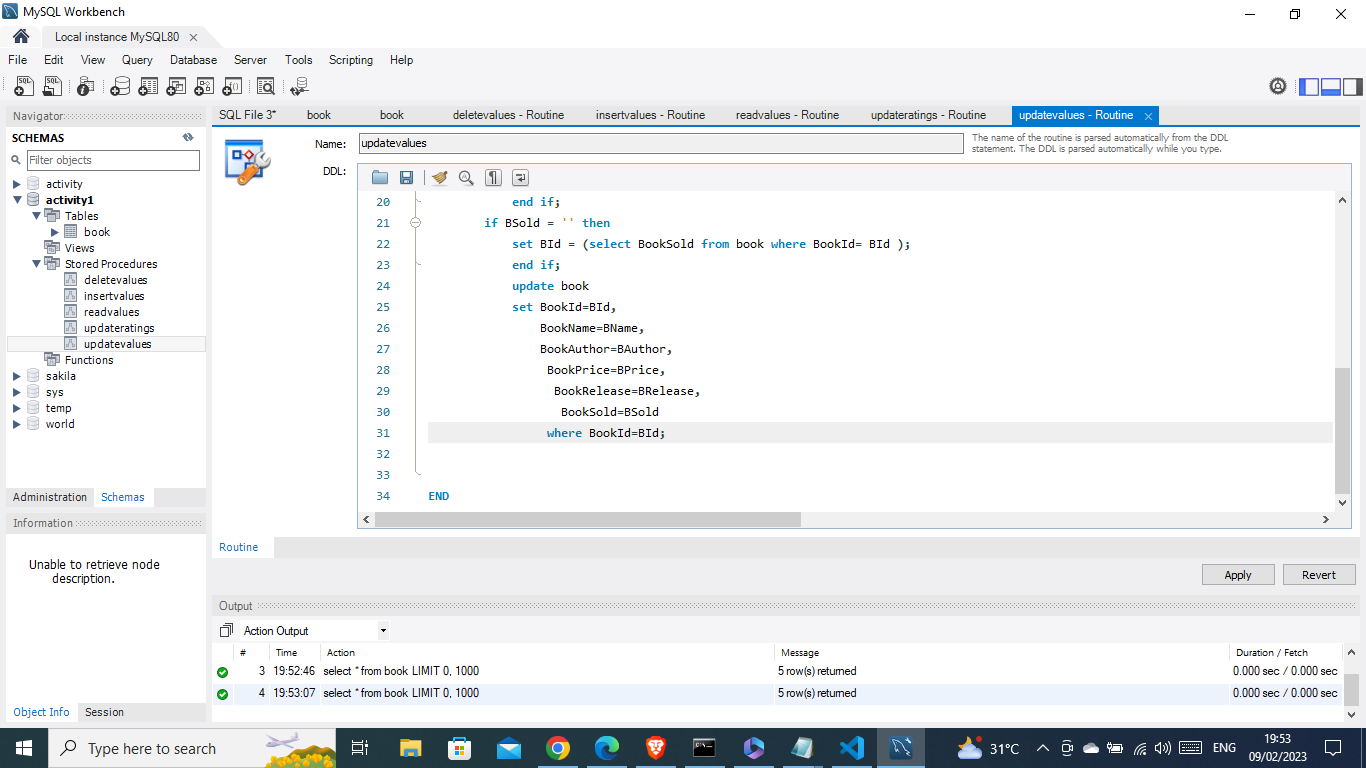 MySQL Workbench
Local instance MySQL80
File Edit View Query Database Server Tools Scripting Help
Navigator
SCHEMAS
Filter objects
activity
activity1
Tables
book
Views
Stored Procedures
deletevalues
insertvalues
readvalues
updateratings
updatevalues
Functions
sakila
sys
temp
world
Administration Schemas
Information
Unable to retrieve node
description.
Object Info Session
SQL File 3* book book deletevalues - Routine insertvalues - Routine readvalues - Routine updateratings - Routine updatevalues - Routine
Name: updatevalues
The name of the routine is parsed automatically from the DDL
statement. The DDL is parsed automatically while you type.
DDL:
20 end if;
21 if BSold = '' then
22 set BId = (select BookSold from book where BookId= BId );
23 end if;
24 update book
25 set BookId=BId,
26 BookName=BName,
27 BookAuthor=BAuthor,
28 BookPrice=BPrice,
29 BookRelease=BRelease,
30 BookSold=BSold
31 where BookId=BId;
32
33
34 END
Routine
Apply Revert
Output
Action Output
# Time Action Message Duration / Fetch
3 19:52:46 select * from book LIMIT 0, 1000 5 row(s) returned 0.000 sec / 0.000 sec
4 19:53:07 select * from book LIMIT 0, 1000 5 row(s) returned 0.000 sec / 0.000 sec
Type here to search
31°C
ENG
19:53
09/02/2023